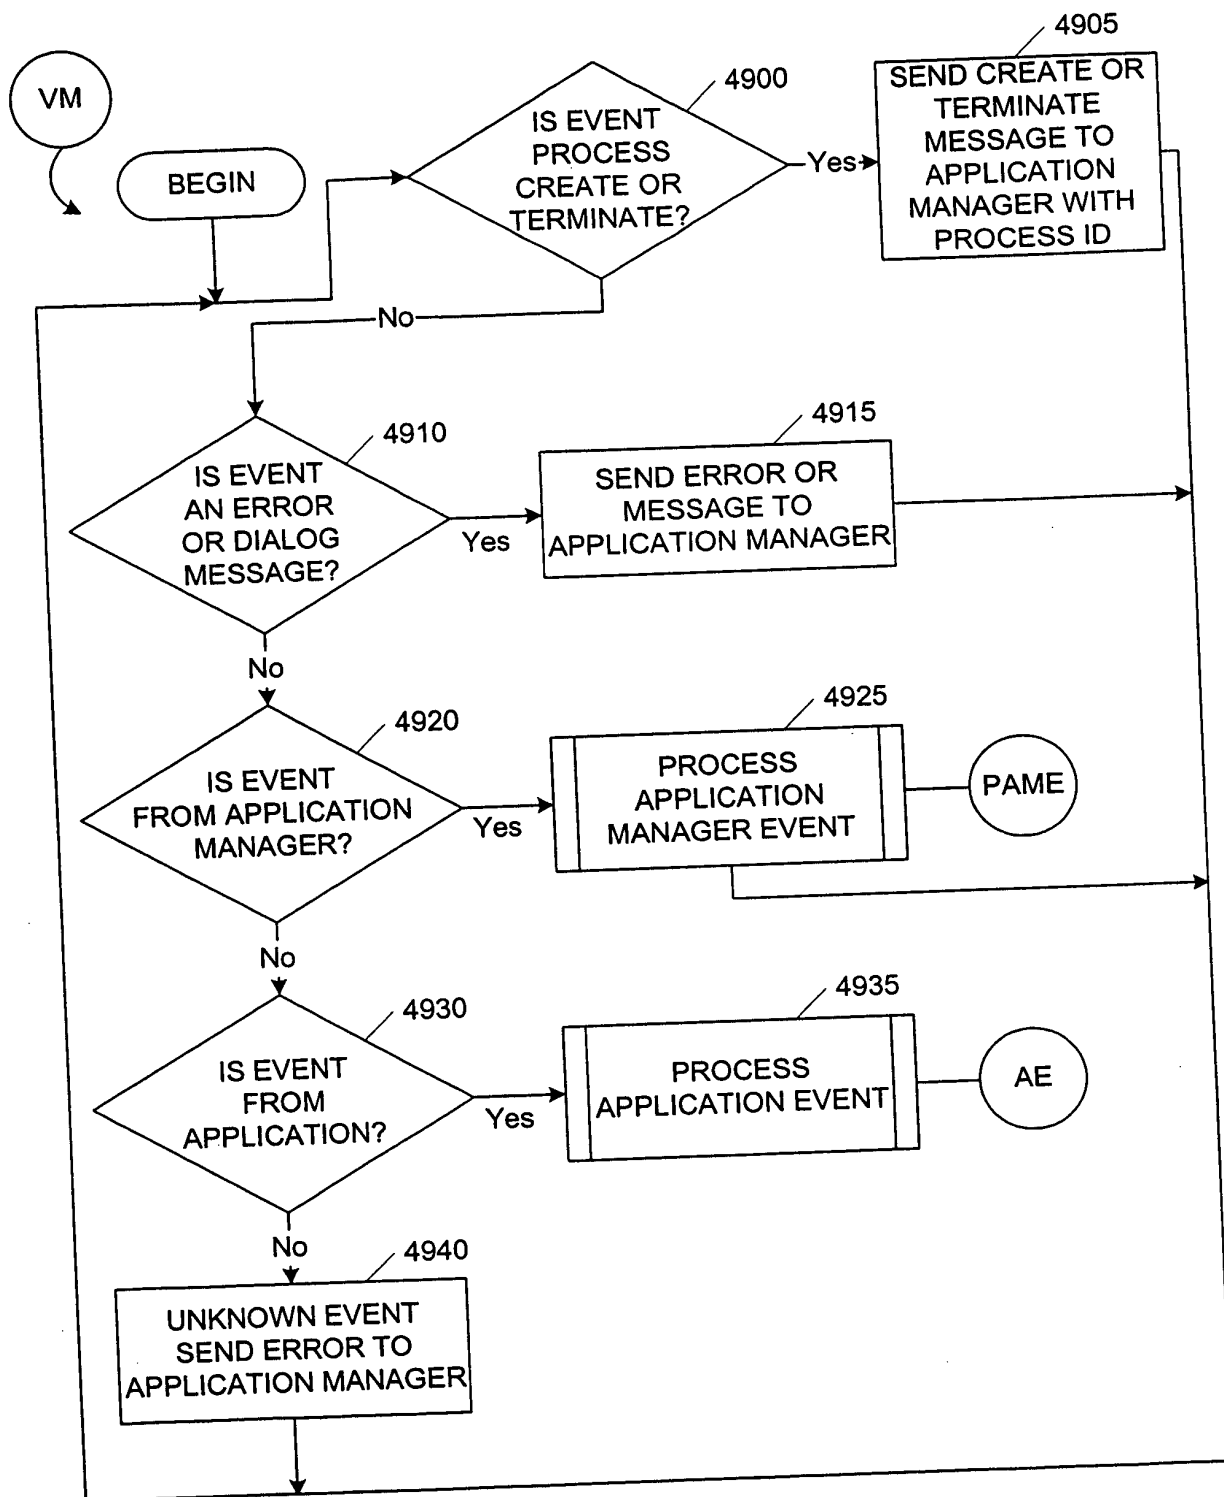 4905
VM
4900
SEND CREATE OR
TERMINATE
MESSAGE TO
APPLICATION
MANAGER WITH
PROCESS ID
IS EVENT
PROCESS
CREATE OR
TERMINATE?
Yes
BEGIN
No
4910
4915
IS EVENT
AN ERROR
OR DIALOG
MESSAGE?
Yes
SEND ERROR OR
MESSAGE TO
APPLICATION MANAGER
No
4920
4925
IS EVENT
FROM APPLICATION
MANAGER?
Yes
PROCESS
APPLICATION
MANAGER EVENT
PAME
No
4930
4935
IS EVENT
FROM
APPLICATION?
Yes
PROCESS
APPLICATION EVENT
AE
No
4940
UNKNOWN EVENT
SEND ERROR TO
APPLICATION MANAGER